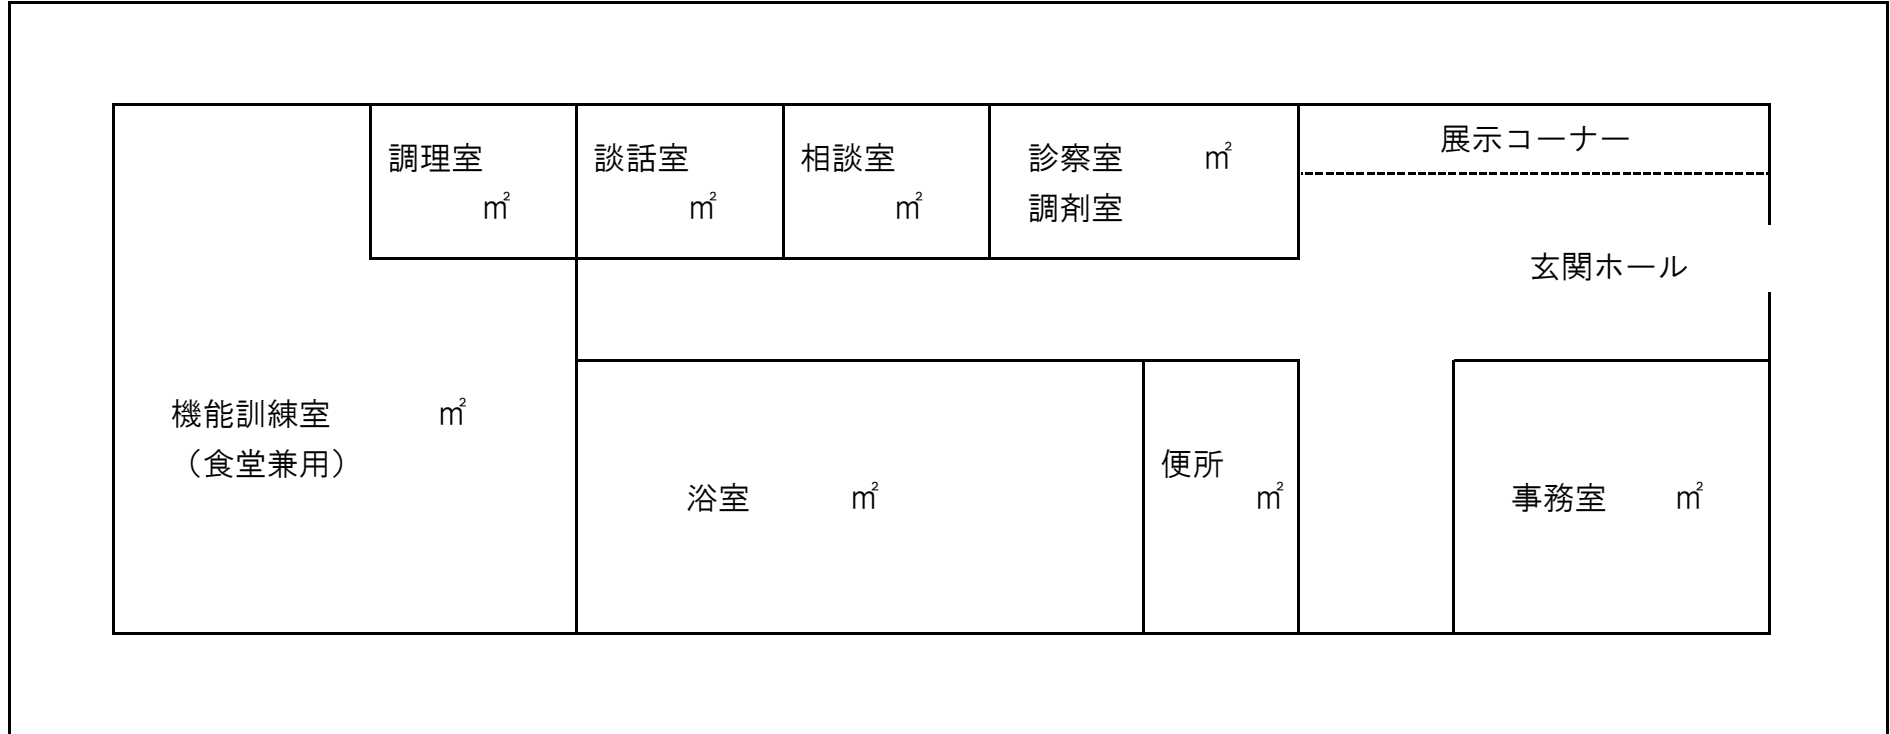 展示コーナー
調理室
㎡
談話室
㎡
相談室
㎡
診察室 ㎡
調剤室
玄関ホール
機能訓練室 ㎡
（食堂兼用）
浴室 ㎡
便所
㎡
事務室 ㎡